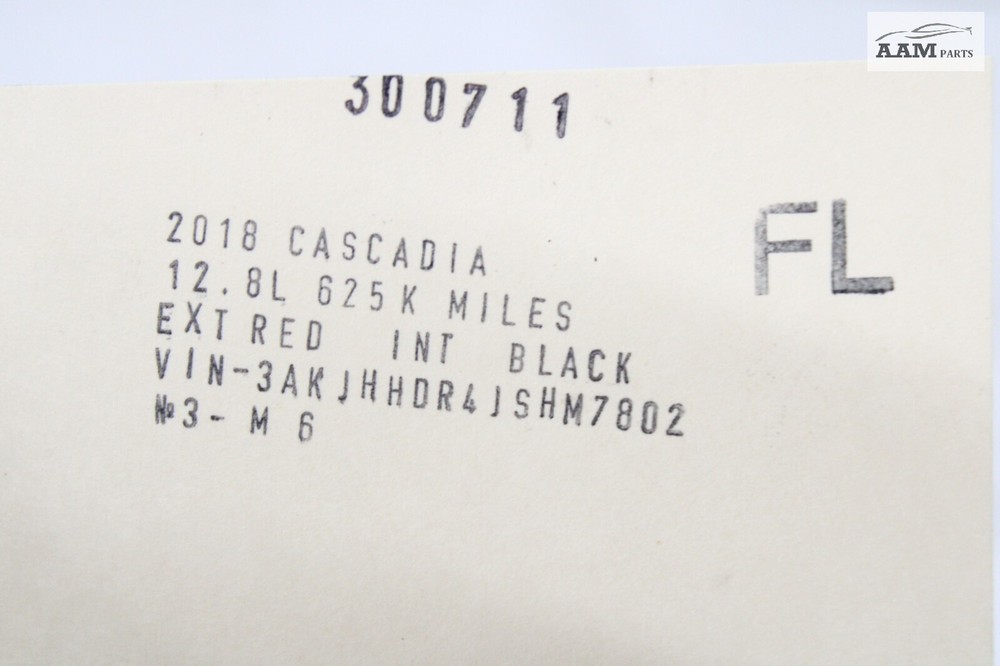 AAM PARTS
300711
FL
2018 CASCADIA
12.8L 625K MILES
EXT RED INT BLACK
VIN-3AKJHHDR4JSHM7802
№3- M 6